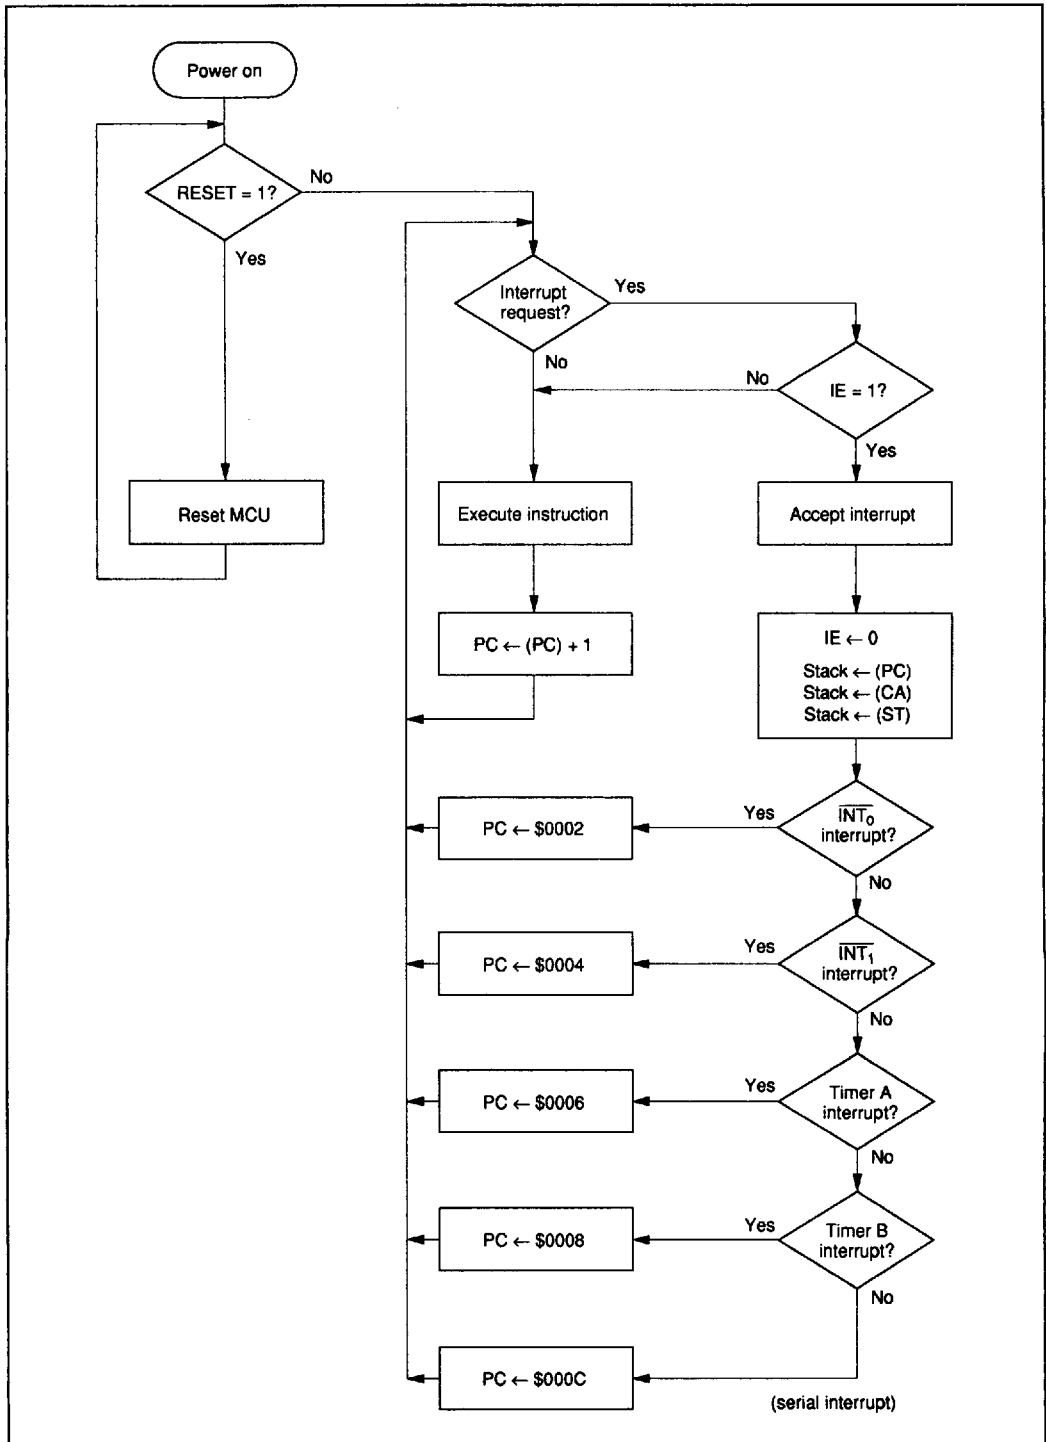 Power on
RESET = 1?
No
Yes
Reset MCU
Interrupt
request?
Yes
No
IE = 1?
No
Yes
Execute instruction
Accept interrupt
PC ← (PC) + 1
IE ← 0
Stack ← (PC)
Stack ← (CA)
Stack ← (ST)
PC ← $0002
Yes
INT0
interrupt?
No
PC ← $0004
Yes
INT1
interrupt?
No
PC ← $0006
Yes
Timer A
interrupt?
No
PC ← $0008
Yes
Timer B
interrupt?
No
PC ← $000C
(serial interrupt)